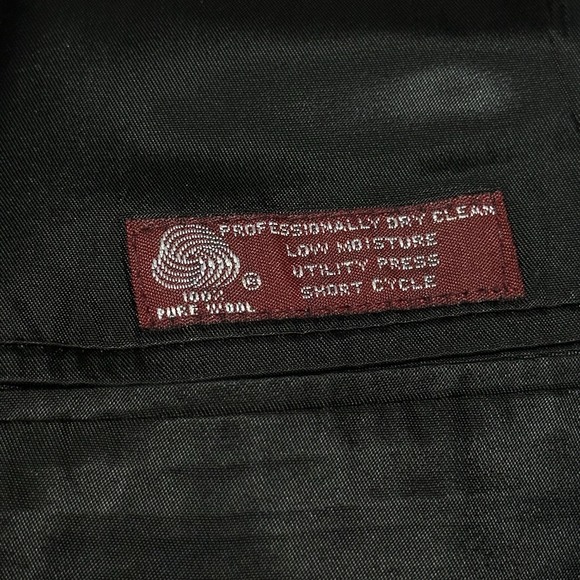 PROFESSIONALLY DRY CLEAN
LOW MOISTURE
UTILITY PRESS
SHORT CYCLE
®
100%
PURE WOOL